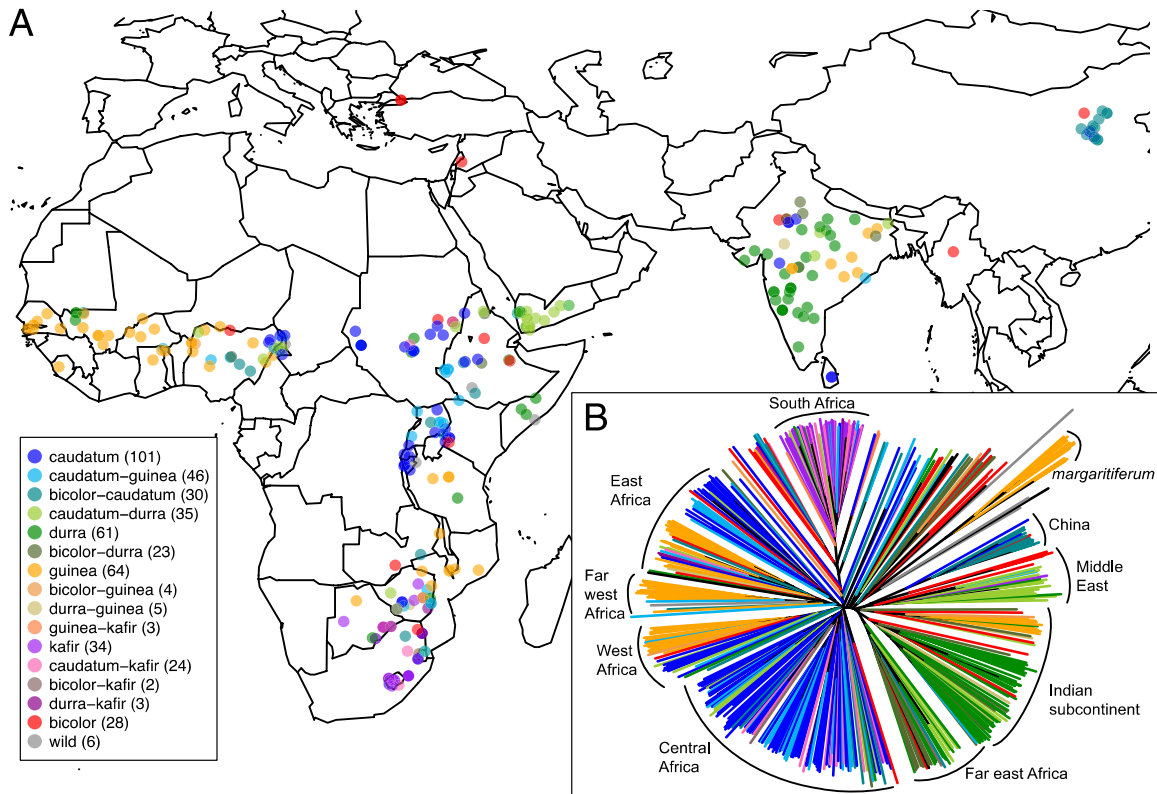 A
caudatum (101)
caudatum–guinea (46)
bicolor–caudatum (30)
caudatum–durra (35)
durra (61)
bicolor–durra (23)
guinea (64)
bicolor–guinea (4)
durra–guinea (5)
guinea–kafir (3)
kafir (34)
caudatum–kafir (24)
bicolor–kafir (2)
durra–kafir (3)
bicolor (28)
wild (6)
B
South Africa
margaritiferum
East
Africa
China
Middle
East
Far
west
Africa
West
Africa
Indian
subcontinent
Central
Africa
Far east Africa